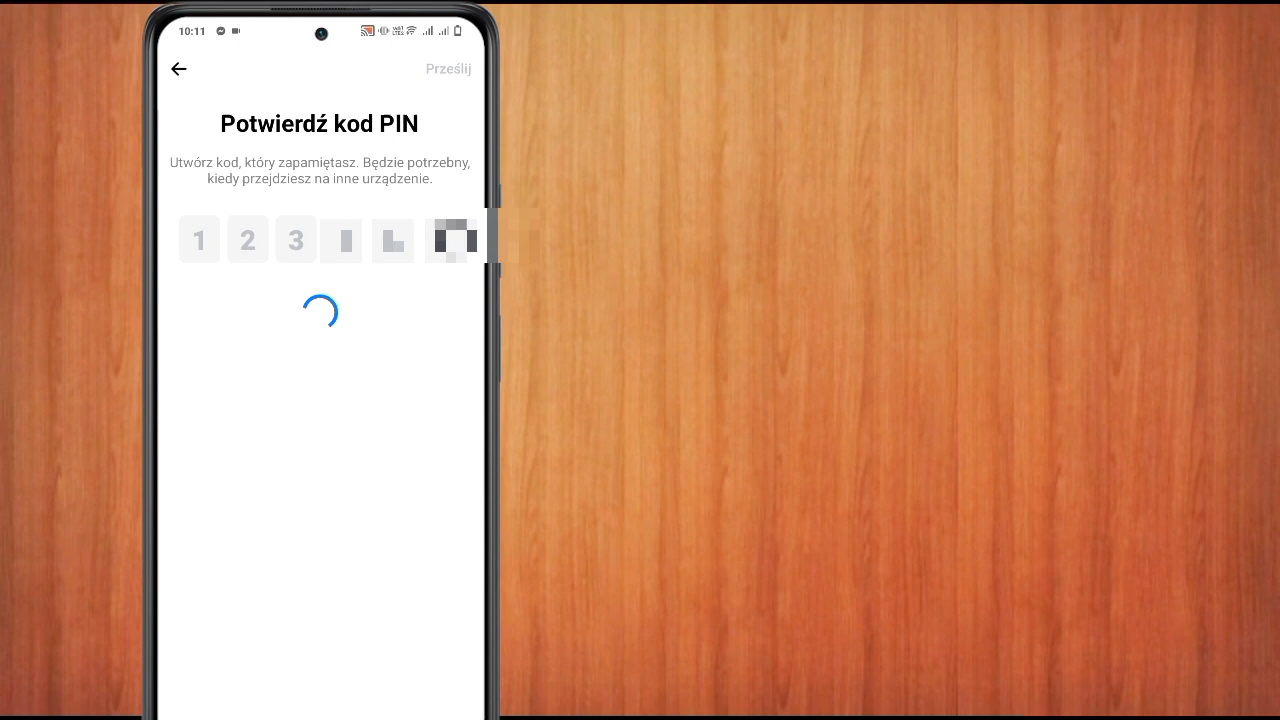 10:11
Prześlij
Potwierdź kod PIN
Utwórz kod, który zapamiętasz. Będzie potrzebny,
kiedy przejdziesz na inne urządzenie.
1 2 3